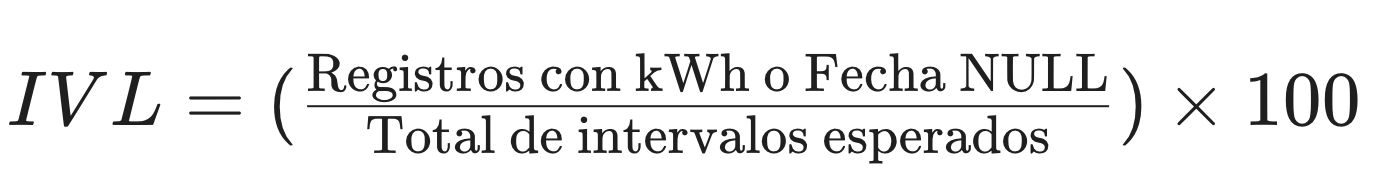 IVL = (Registros con kWh o Fecha NULL / Total de intervalos esperados) × 100